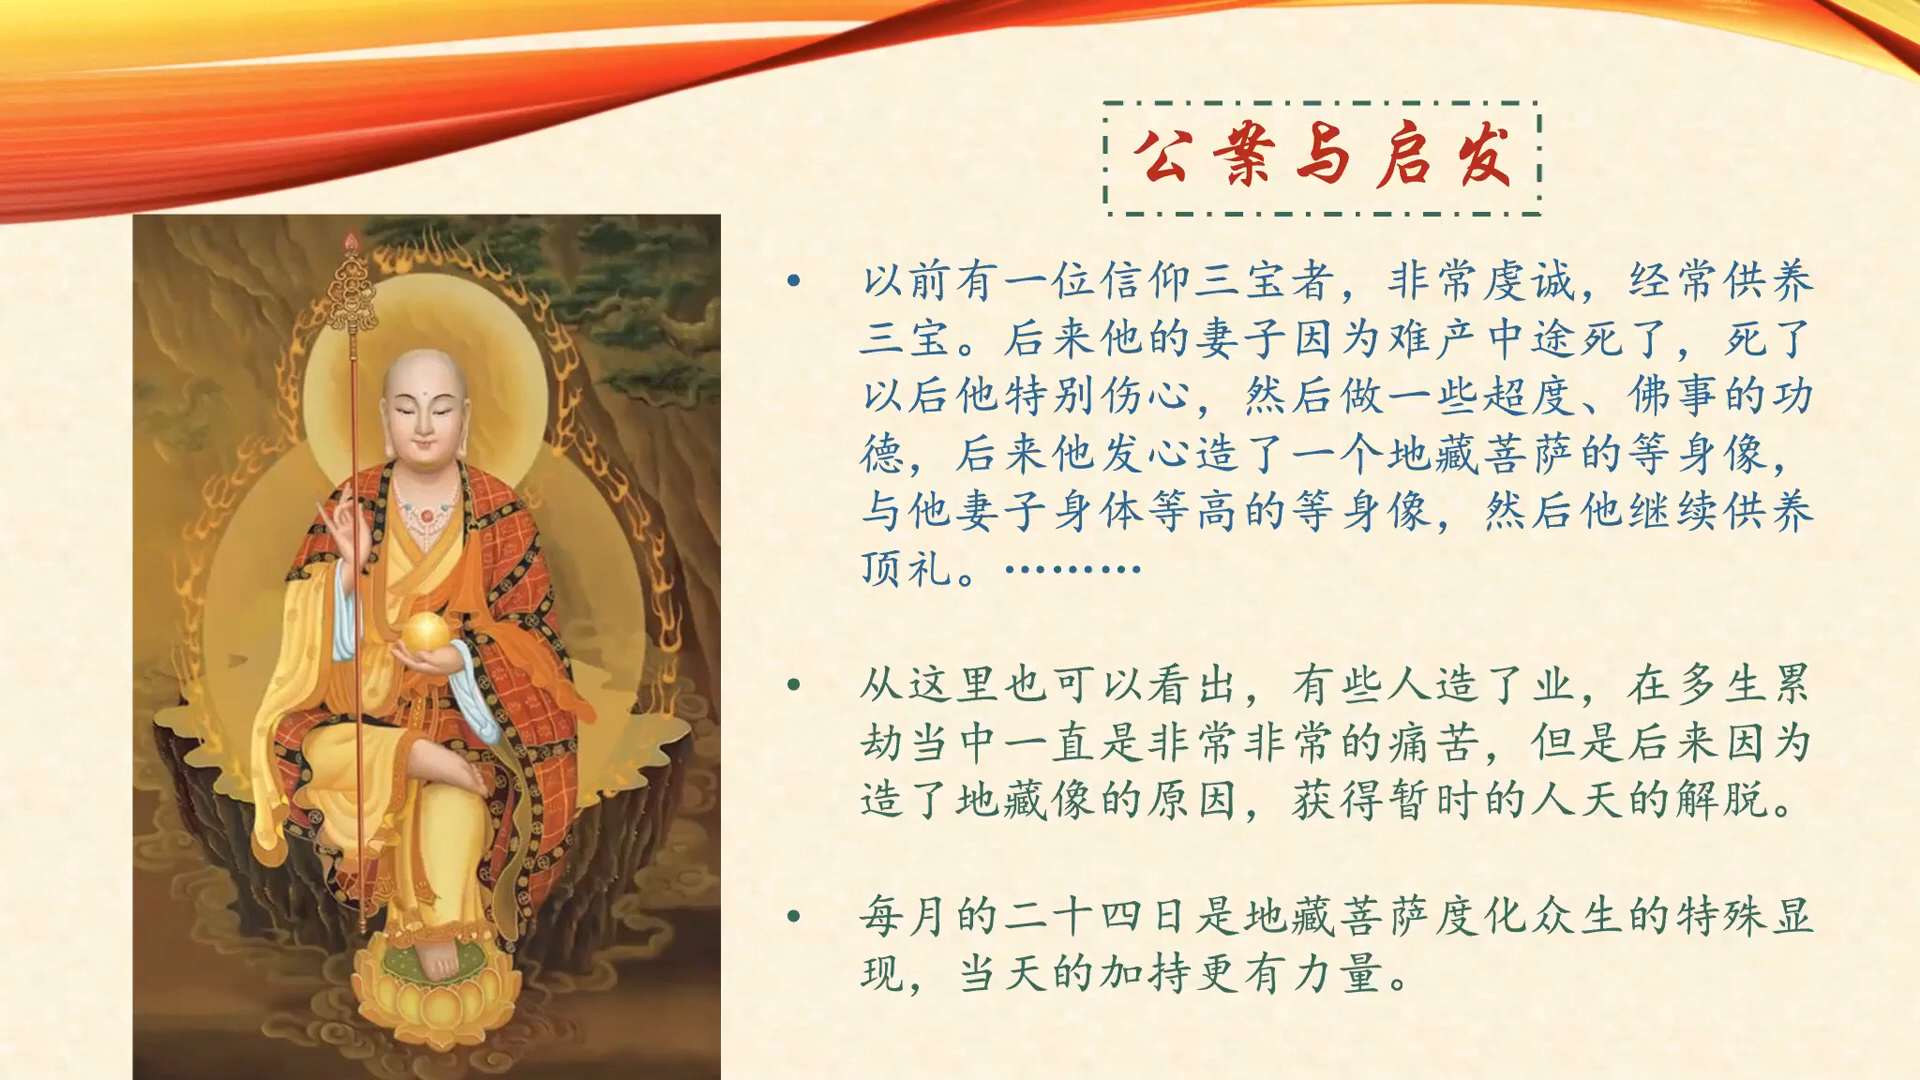 公案与启发
• 以前有一位信仰三宝者，非常虔诚，经常供养
三宝。后来他的妻子因为难产中途死了，死了
以后他特别伤心，然后做一些超度、佛事的功
德，后来他发心造了一个地藏菩萨的等身像，
与他妻子身体等高的等身像，然后他继续供养
顶礼。………
• 从这里也可以看出，有些人造了业，在多生累
劫当中一直是非常非常的痛苦，但是后来因为
造了地藏像的原因，获得暂时的人天的解脱。
• 每月的二十四日是地藏菩萨度化众生的特殊显
现，当天的加持更有力量。